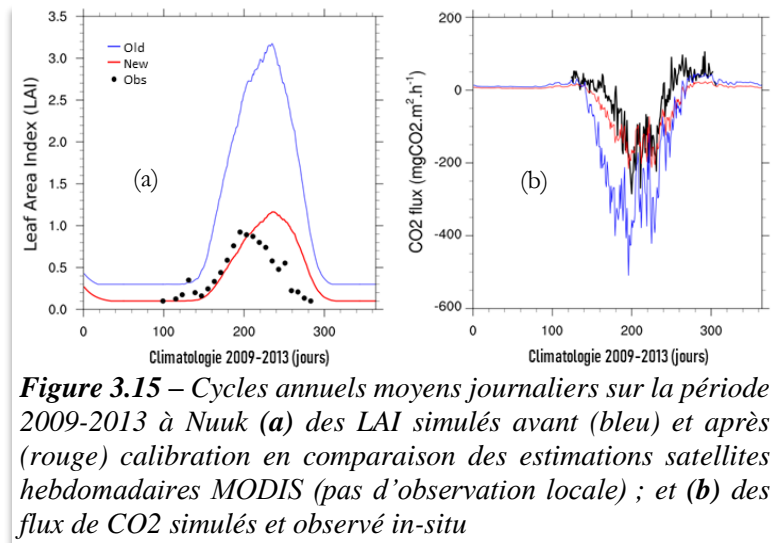 3.5
3.0
2.5
2.0
1.5
1.0
0.5
0.0
Leaf Area Index (LAI)
Old
New
Obs
(a)
0 100 200 300
Climatologie 2009-2013 (jours)
200
0
-200
-400
-600
CO2 flux (mgCO2.m².h⁻¹)
(b)
0 100 200 300
Climatologie 2009-2013 (jours)
Figure 3.15 – Cycles annuels moyens journaliers sur la période
2009-2013 à Nuuk (a) des LAI simulés avant (bleu) et après
(rouge) calibration en comparaison des estimations satellites
hebdomadaires MODIS (pas d'observation locale) ; et (b) des
flux de CO2 simulés et observé in-situ